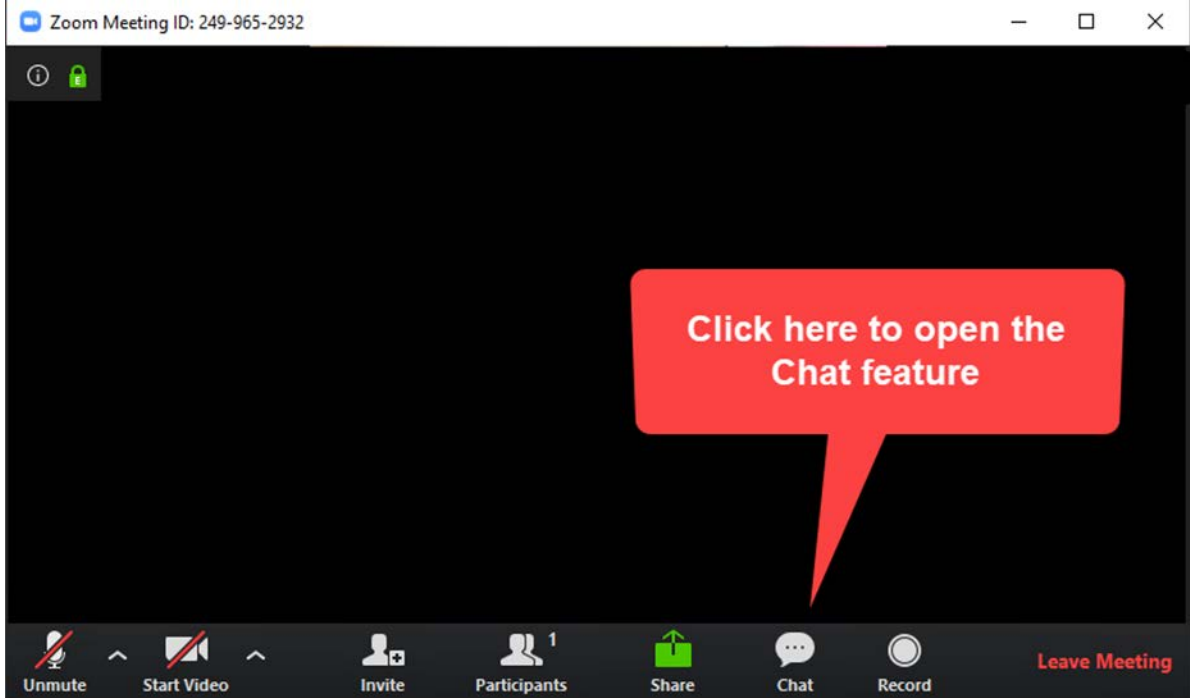 Zoom Meeting ID: 249-965-2932
E
Click here to open the
Chat feature
1
Unmute Start Video Invite Participants Share Chat Record Leave Meeting